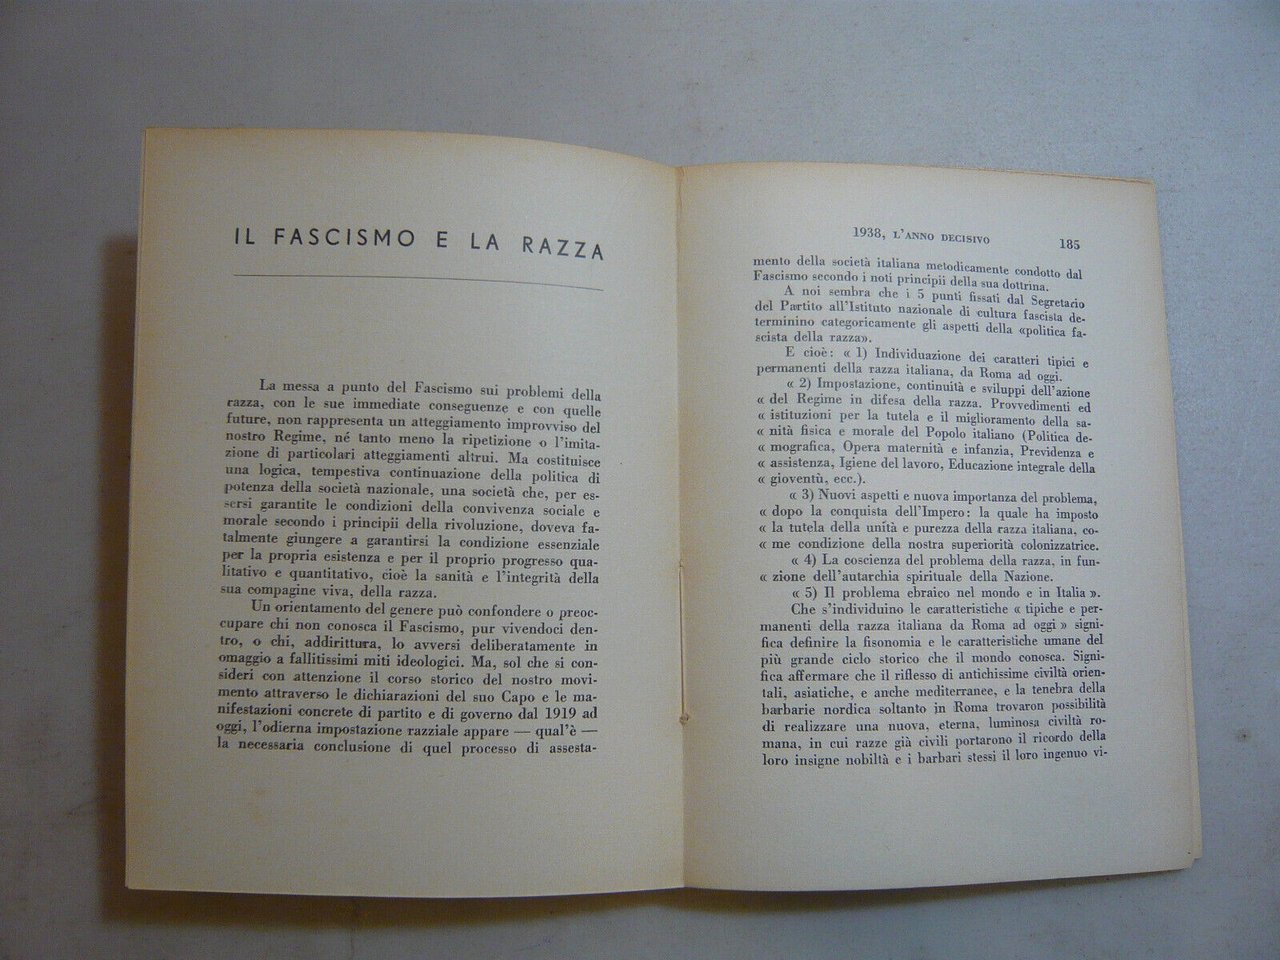 IL FASCISMO E LA RAZZA
La messa a punto del Fascismo sui problemi della
razza, con le sue immediate conseguenze e con quelle
future, non rappresenta un atteggiamento improvviso del
nostro Regime, né tanto meno la ripetizione o l'imita-
zione di particolari atteggiamenti altrui. Ma costituisce
una logica, tempestiva continuazione della politica di
potenza della società nazionale, una società che, per es-
sersi garantite le condizioni della convivenza sociale e
morale secondo i principii della rivoluzione, doveva fa-
talmente giungere a garantirsi la condizione essenziale
per la propria esistenza e per il proprio progresso qua-
litativo e quantitativo, cioè la sanità e l'integrità della
sua compagine viva, della razza.
Un orientamento del genere può confondere o preoc-
cupare chi non conosca il Fascismo, pur vivendoci den-
tro, o chi, addirittura, lo avversi deliberatamente in
omaggio a fallitissimi miti ideologici. Ma, sol che si con-
sideri con attenzione il corso storico del nostro movi-
mento attraverso le dichiarazioni del suo Capo e le ma-
nifestazioni concrete di partito e di governo dal 1919 ad
oggi, l'odierna impostazione razziale appare — qual'è —
la necessaria conclusione di quel processo di assesta-
1938, L'ANNO DECISIVO 185
mento della società italiana metodicamente condotto dal
Fascismo secondo i noti principii della sua dottrina.
A noi sembra che i 5 punti fissati dal Segretario
del Partito all'Istituto nazionale di cultura fascista de-
terminino categoricamente gli aspetti della «politica fa-
scista della razza».
E cioè: « 1) Individuazione dei caratteri tipici e
permanenti della razza italiana, da Roma ad oggi.
« 2) Impostazione, continuità e sviluppi dell'azione
« del Regime in difesa della razza. Provvedimenti ed
« istituzioni per la tutela e il miglioramento della sa-
« nità fisica e morale del Popolo italiano (Politica de-
« mografica, Opera maternità e infanzia, Previdenza e
« assistenza, Igiene del lavoro, Educazione integrale della
« gioventù, ecc.).
« 3) Nuovi aspetti e nuova importanza del problema,
« dopo la conquista dell'Impero: la quale ha imposto
« la tutela della unità e purezza della razza italiana, co-
« me condizione della nostra superiorità colonizzatrice.
« 4) La coscienza del problema della razza, in fun-
« zione dell'autarchia spirituale della Nazione.
« 5) Il problema ebraico nel mondo e in Italia ».
Che s'individuino le caratteristiche « tipiche e per-
manenti della razza italiana da Roma ad oggi » signi-
fica definire la fisonomia e le caratteristiche umane del
più grande ciclo storico che il mondo conosca. Signi-
fica affermare che il riflesso di antichissime civiltà orien-
tali, asiatiche, e anche mediterranee, e la tenebra della
barbarie nordica soltanto in Roma trovaron possibilità
di realizzare una nuova, eterna, luminosa civiltà ro-
mana, in cui razze già civili portarono il ricordo della
loro insigne nobiltà e i barbari stessi il loro ingenuo vi-